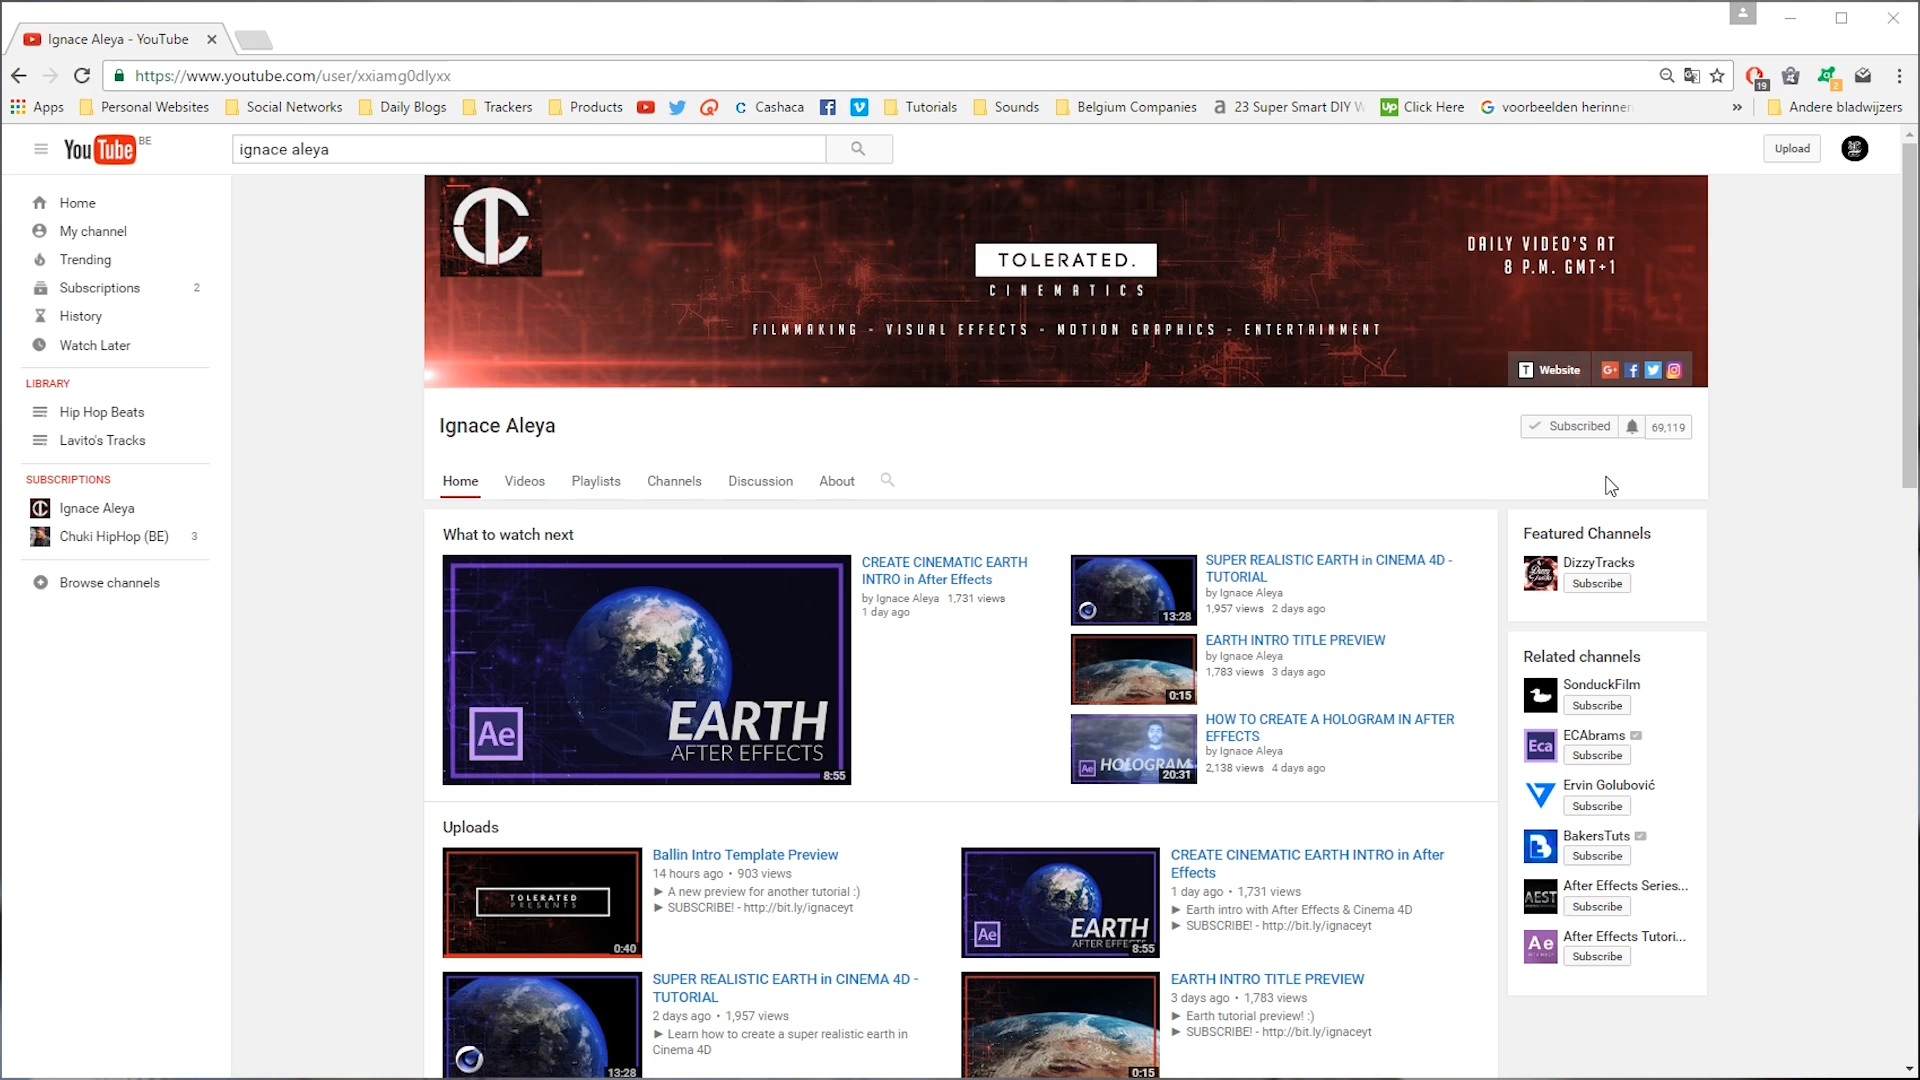 Ignace Aleya - YouTube
https://www.youtube.com/user/xxiamg0dlyxx
19
2
Apps
Personal Websites
Social Networks
Daily Blogs
Trackers
Products
C Cashaca
Tutorials
Sounds
Belgium Companies
a 23 Super Smart DIY
Up Click Here
G voorbeelden herinner
»
Andere bladwijzers
YouTube BE
ignace aleya
Upload
Home
My channel
Trending
Subscriptions 2
History
Watch Later
LIBRARY
Hip Hop Beats
Lavito's Tracks
SUBSCRIPTIONS
Ignace Aleya
Chuki HipHop (BE) 3
Browse channels
TOLERATED.
CINEMATICS
FILMMAKING - VISUAL EFFECTS - MOTION GRAPHICS - ENTERTAINMENT
DAILY VIDEO'S AT
8 P.M. GMT+1
T Website
G+
Ignace Aleya
Subscribed 69,119
Home Videos Playlists Channels Discussion About
What to watch next
Ae
EARTH
AFTER EFFECTS
8:55
CREATE CINEMATIC EARTH
INTRO in After Effects
by Ignace Aleya 1,731 views
1 day ago
13:28
SUPER REALISTIC EARTH in CINEMA 4D -
TUTORIAL
by Ignace Aleya
1,957 views 2 days ago
0:15
EARTH INTRO TITLE PREVIEW
by Ignace Aleya
1,783 views 3 days ago
Ae HOLOGRAM
20:31
HOW TO CREATE A HOLOGRAM IN AFTER
EFFECTS
by Ignace Aleya
2,138 views 4 days ago
Uploads
TOLERATED
PRESENTS
0:40
Ballin Intro Template Preview
14 hours ago • 903 views
► A new preview for another tutorial :)
► SUBSCRIBE! - http://bit.ly/ignaceyt
Ae
EARTH
AFTER EFFECTS
8:55
CREATE CINEMATIC EARTH INTRO in After
Effects
1 day ago • 1,731 views
► Earth intro with After Effects & Cinema 4D
► SUBSCRIBE! - http://bit.ly/ignaceyt
13:28
SUPER REALISTIC EARTH in CINEMA 4D -
TUTORIAL
2 days ago • 1,957 views
► Learn how to create a super realistic earth in
Cinema 4D
0:15
EARTH INTRO TITLE PREVIEW
3 days ago • 1,783 views
► Earth tutorial preview! :)
► SUBSCRIBE! - http://bit.ly/ignaceyt
Featured Channels
DizzyTracks
Subscribe
Related channels
SonduckFilm
Subscribe
Eca
ECAbrams
Subscribe
Ervin Golubović
Subscribe
B
BakersTuts
Subscribe
AEST
After Effects Series...
Subscribe
Ae
After Effects Tutori...
Subscribe